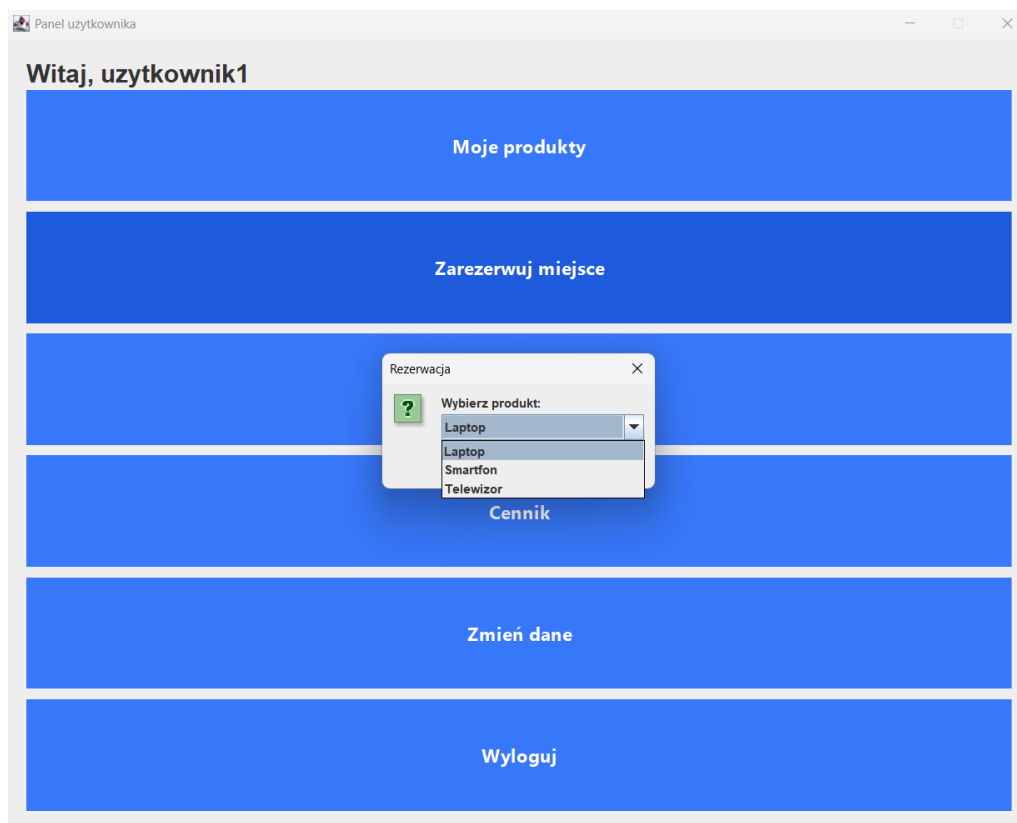 Panel użytkownika
Witaj, uzytkownik1
Moje produkty
Zarezerwuj miejsce
Rezerwacja
?
Wybierz produkt:
Laptop
Laptop
Smartfon
Telewizor
Cennik
Zmień dane
Wyloguj